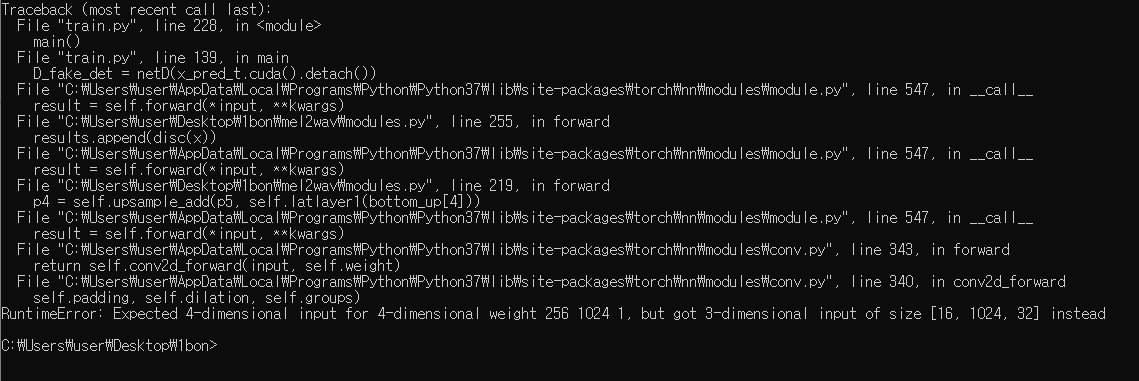 Traceback (most recent call last):
  File "train.py", line 228, in <module>
    main()
  File "train.py", line 139, in main
    D_fake_det = netD(x_pred_t.cuda().detach())
  File "C:₩Users₩user₩AppData₩Local₩Programs₩Python₩Python37₩lib₩site-packages₩torch₩nn₩modules₩module.py", line 547, in __call__
    result = self.forward(*input, **kwargs)
  File "C:₩Users₩user₩Desktop₩1bon₩mel2wav₩modules.py", line 255, in forward
    results.append(disc(x))
  File "C:₩Users₩user₩AppData₩Local₩Programs₩Python₩Python37₩lib₩site-packages₩torch₩nn₩modules₩module.py", line 547, in __call__
    result = self.forward(*input, **kwargs)
  File "C:₩Users₩user₩Desktop₩1bon₩mel2wav₩modules.py", line 219, in forward
    p4 = self.upsample_add(p5, self.latlayer1(bottom_up[4]))
  File "C:₩Users₩user₩AppData₩Local₩Programs₩Python₩Python37₩lib₩site-packages₩torch₩nn₩modules₩module.py", line 547, in __call__
    result = self.forward(*input, **kwargs)
  File "C:₩Users₩user₩AppData₩Local₩Programs₩Python₩Python37₩lib₩site-packages₩torch₩nn₩modules₩conv.py", line 343, in forward
    return self.conv2d_forward(input, self.weight)
  File "C:₩Users₩user₩AppData₩Local₩Programs₩Python₩Python37₩lib₩site-packages₩torch₩nn₩modules₩conv.py", line 340, in conv2d_forward
    self.padding, self.dilation, self.groups)
RuntimeError: Expected 4-dimensional input for 4-dimensional weight 256 1024 1, but got 3-dimensional input of size [16, 1024, 32] instead
C:₩Users₩user₩Desktop₩1bon>